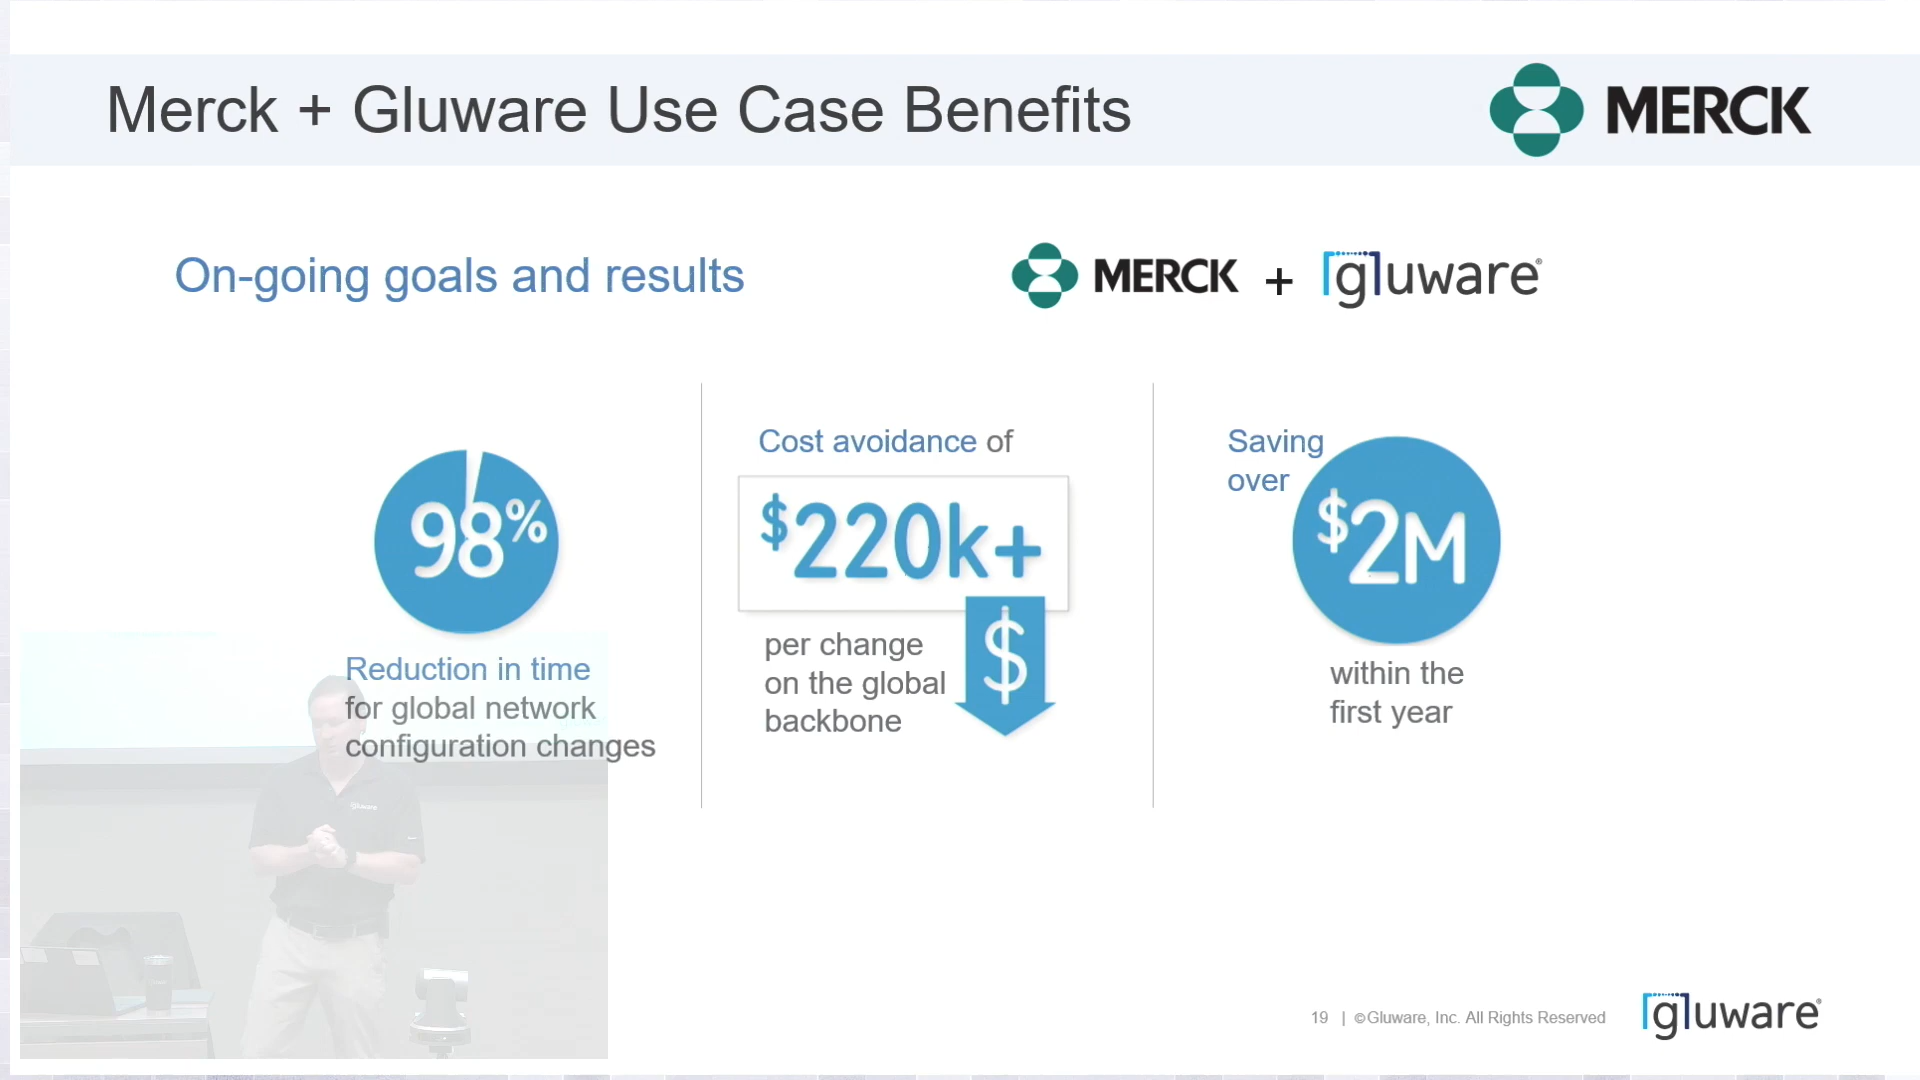 Merck + Gluware Use Case Benefits
MERCK
On-going goals and results
MERCK + [g]luware®
98%
Reduction in time
for global network
configuration changes
Cost avoidance of
$220k+
$
per change
on the global
backbone
Saving
over
$2M
within the
first year
gluware
19 | ©Gluware, Inc. All Rights Reserved
[g]luware®